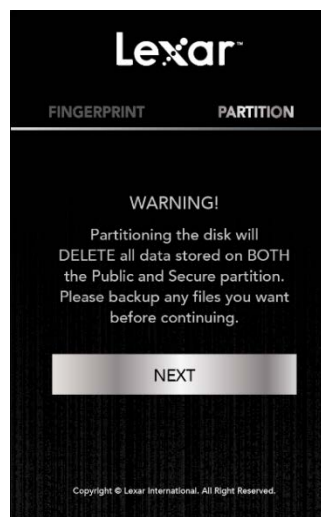 Lexar™
FINGERPRINT PARTITION
WARNING!
Partitioning the disk will
DELETE all data stored on BOTH
the Public and Secure partition.
Please backup any files you want
before continuing.
NEXT
Copyright © Lexar International. All Right Reserved.